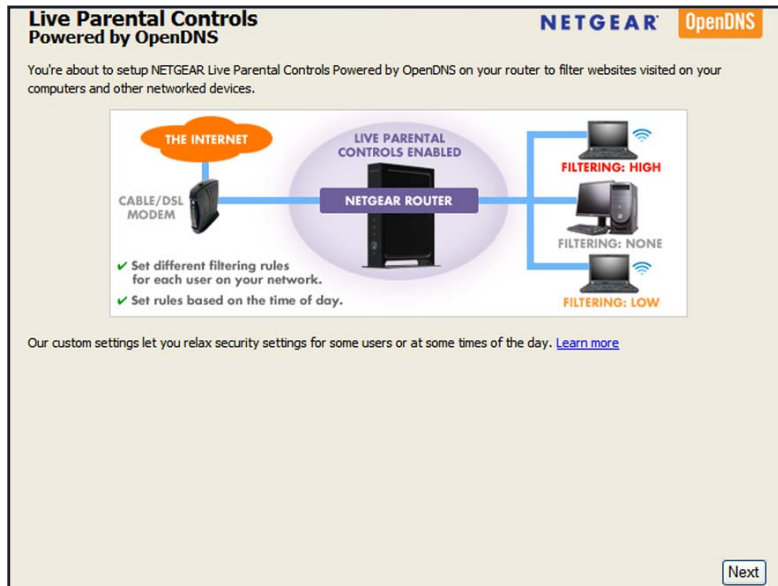 Live Parental Controls
Powered by OpenDNS
NETGEAR
OpenDNS
You're about to setup NETGEAR Live Parental Controls Powered by OpenDNS on your router to filter websites visited on your
computers and other networked devices.
THE INTERNET
CABLE/DSL
MODEM
LIVE PARENTAL
CONTROLS ENABLED
NETGEAR ROUTER
FILTERING: HIGH
FILTERING: NONE
FILTERING: LOW
✔ Set different filtering rules
for each user on your network.
✔ Set rules based on the time of day.
Our custom settings let you relax security settings for some users or at some times of the day. Learn more
Next